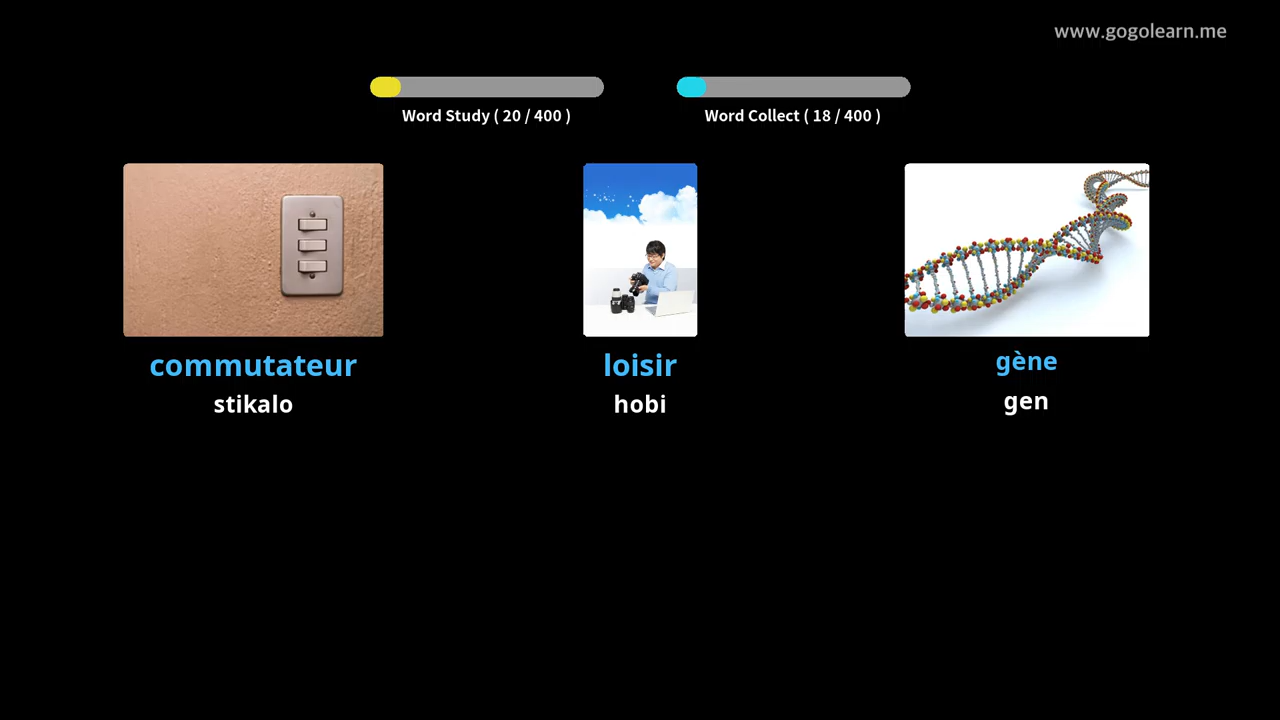 www.gogolearn.me
Word Study ( 20 / 400 )
Word Collect ( 18 / 400 )
commutateur
stikalo
loisir
hobi
gène
gen